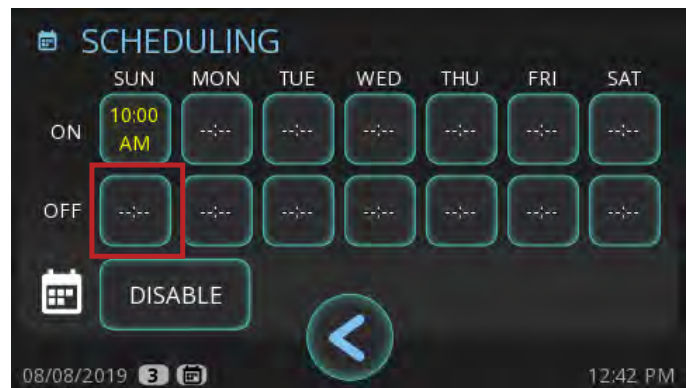 SCHEDULING
SUN MON TUE WED THU FRI SAT
ON 10:00 AM --:-- --:-- --:-- --:-- --:-- --:--
OFF --:-- --:-- --:-- --:-- --:-- --:-- --:--
DISABLE
08/08/2019 3 12:42 PM